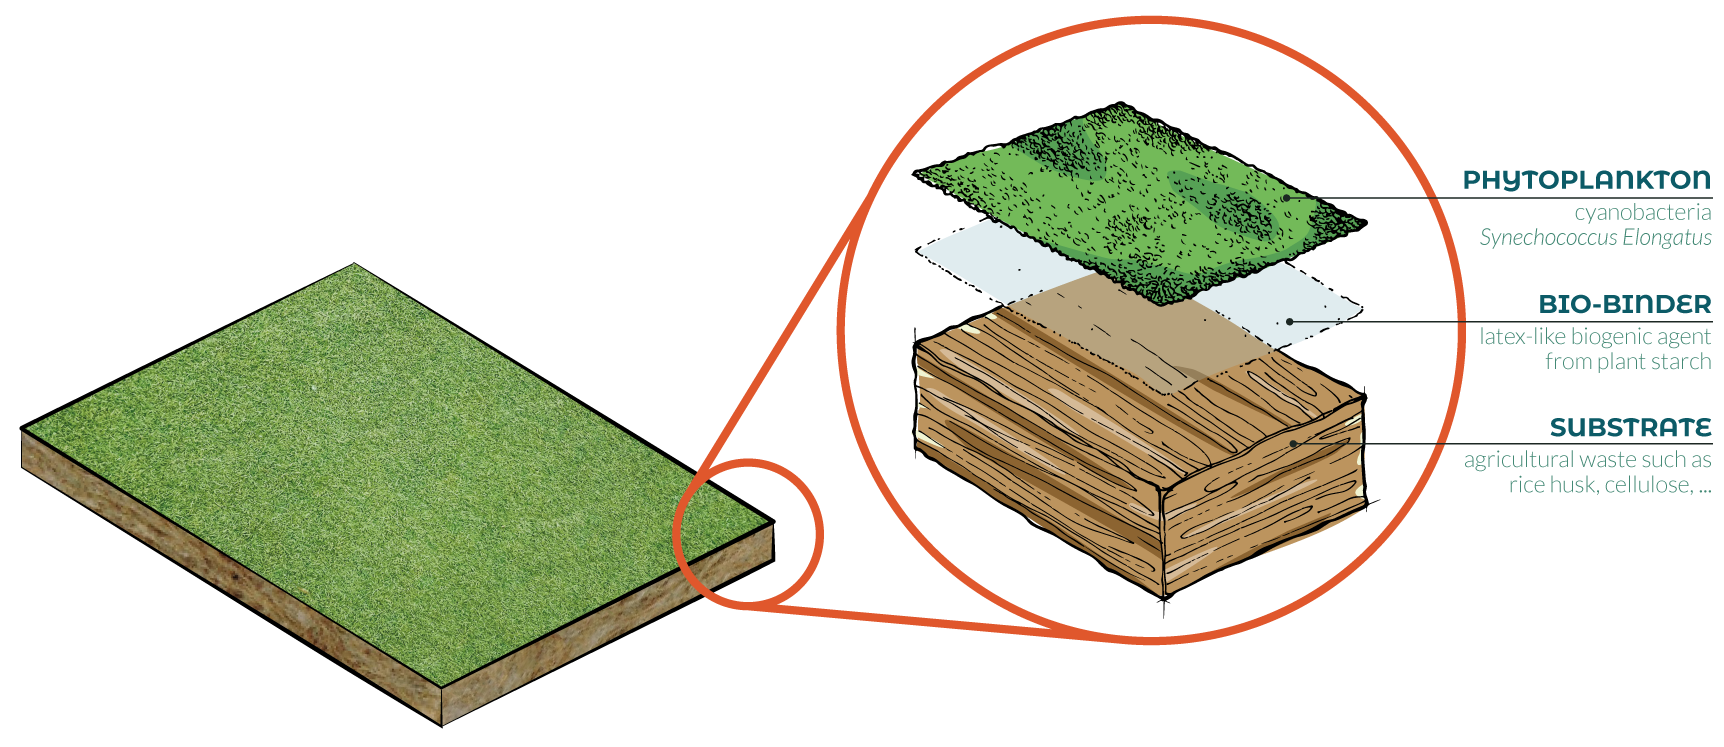 PHYTOPLANKTON
cyanobacteria
Synechococcus Elongatus
BIO-BINDER
latex-like biogenic agent
from plant starch
SUBSTRATE
agricultural waste such as
rice husk, cellulose, ...